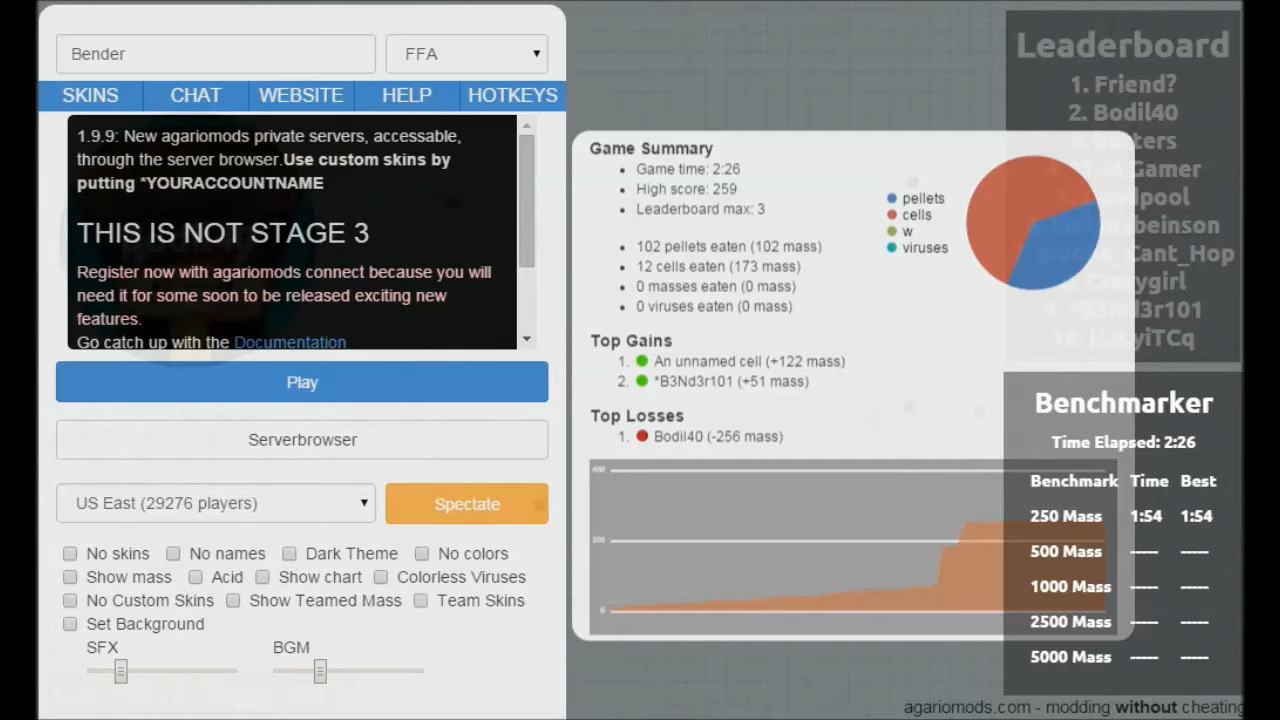 Bender
FFA
SKINS CHAT WEBSITE HELP HOTKEYS
1.9.9: New agariomods private servers, accessable,
through the server browser.Use custom skins by
putting *YOURACCOUNTNAME
THIS IS NOT STAGE 3
Register now with agariomods connect because you will
need it for some soon to be released exciting new
features.
Go catch up with the Documentation
Play
Serverbrowser
US East (29276 players)
Spectate
No skins No names Dark Theme No colors
Show mass Acid Show chart Colorless Viruses
No Custom Skins Show Teamed Mass Team Skins
Set Background
SFX BGM
Game Summary
Game time: 2:26
High score: 259
Leaderboard max: 3
102 pellets eaten (102 mass)
12 cells eaten (173 mass)
0 masses eaten (0 mass)
0 viruses eaten (0 mass)
pellets
cells
w
viruses
Top Gains
1. An unnamed cell (+122 mass)
2. *B3Nd3r101 (+51 mass)
Top Losses
1. Bodil40 (-256 mass)
400
200
0
Leaderboard
1. Friend?
2. Bodil40
Gamer
Cant_Hop
10.
Benchmarker
Time Elapsed: 2:26
Benchmark Time Best
250 Mass 1:54 1:54
500 Mass ----- -----
1000 Mass ----- -----
2500 Mass ----- -----
5000 Mass ----- -----
agariomods.com - modding without cheating